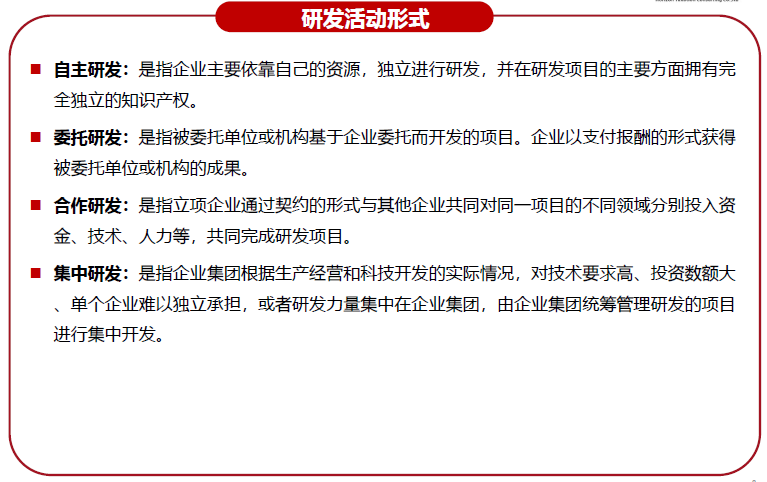 研发活动形式
■ 自主研发：是指企业主要依靠自己的资源，独立进行研发，并在研发项目的主要方面拥有完
全独立的知识产权。
■ 委托研发：是指被委托单位或机构基于企业委托而开发的项目。企业以支付报酬的形式获得
被委托单位或机构的成果。
■ 合作研发：是指立项企业通过契约的形式与其他企业共同对同一项目的不同领域分别投入资
金、技术、人力等，共同完成研发项目。
■ 集中研发：是指企业集团根据生产经营和科技开发的实际情况，对技术要求高、投资数额大
、单个企业难以独立承担，或者研发力量集中在企业集团，由企业集团统筹管理研发的项目
进行集中开发。